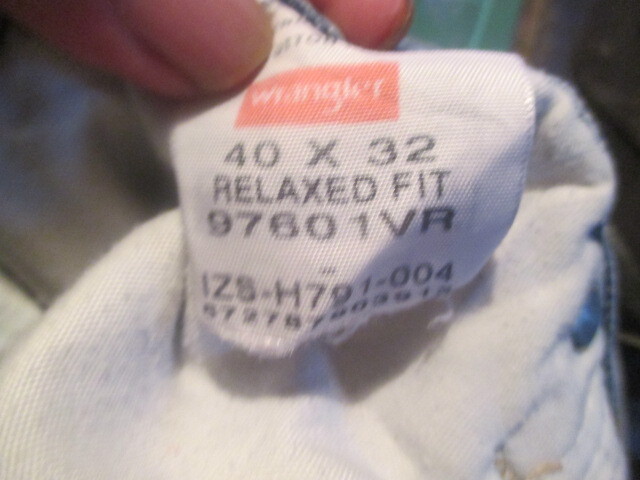 wrangler
40 X 32
RELAXED FIT
97601VR
IZS-H791-004